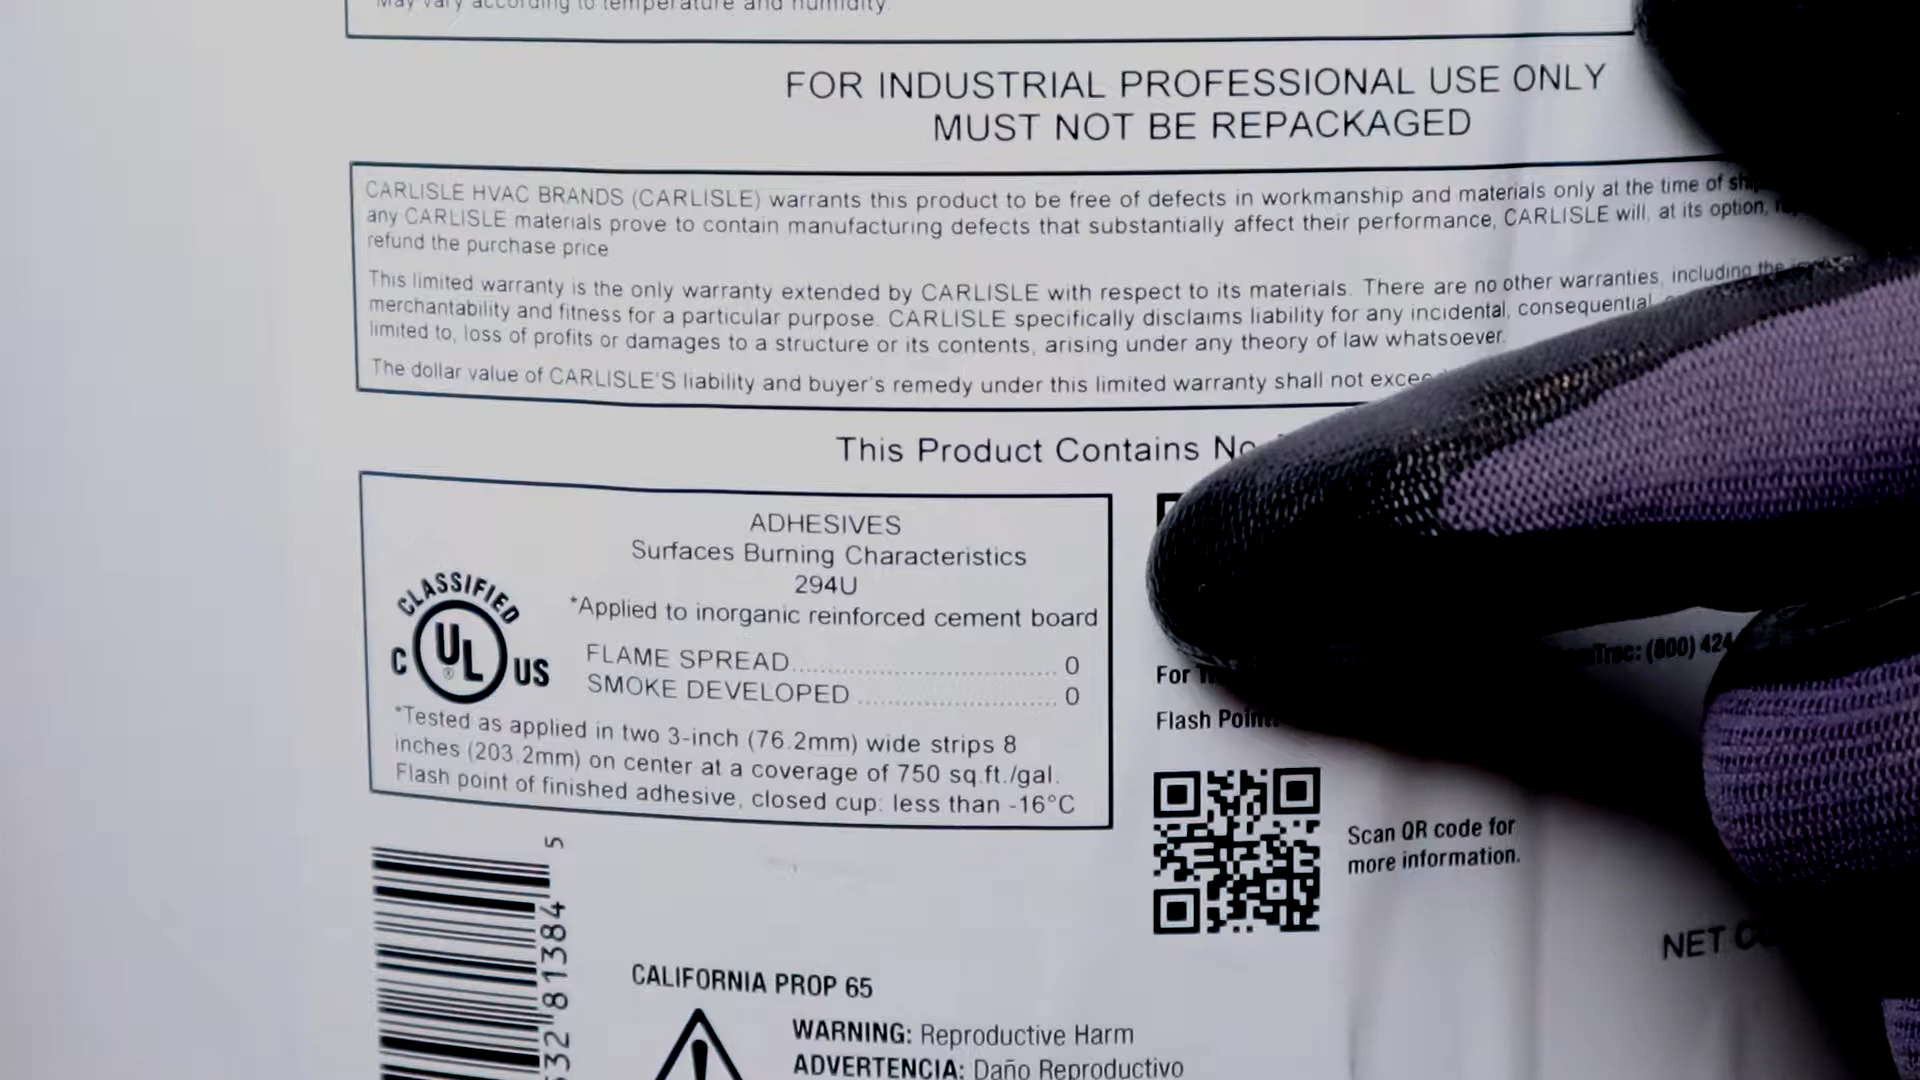 May vary according to temperature and humidity.
FOR INDUSTRIAL PROFESSIONAL USE ONLY
MUST NOT BE REPACKAGED
CARLISLE HVAC BRANDS (CARLISLE) warrants this product to be free of defects in workmanship and materials only at the time of
any CARLISLE materials prove to contain manufacturing defects that substantially affect their performance, CARLISLE will, at its option,
refund the purchase price
This limited warranty is the only warranty extended by CARLISLE with respect to its materials. There are no other warranties, including the
merchantability and fitness for a particular purpose. CARLISLE specifically disclaims liability for any incidental, consequential
limited to, loss of profits or damages to a structure or its contents, arising under any theory of law whatsoever.
The dollar value of CARLISLE'S liability and buyer's remedy under this limited warranty shall not
This Product Contains No
ADHESIVES
Surfaces Burning Characteristics
294U
*Applied to inorganic reinforced cement board
CLASSIFIED
C UL® US
FLAME SPREAD 0
SMOKE DEVELOPED 0
*Tested as applied in two 3-inch (76.2mm) wide strips 8
inches (203.2mm) on center at a coverage of 750 sq.ft./gal.
Flash point of finished adhesive, closed cup: less than -16°C
(800) 424
For
Flash Point:
Scan QR code for
more information.
NET
5
81384
CALIFORNIA PROP 65
WARNING: Reproductive Harm
ADVERTENCIA: Daño Reproductivo